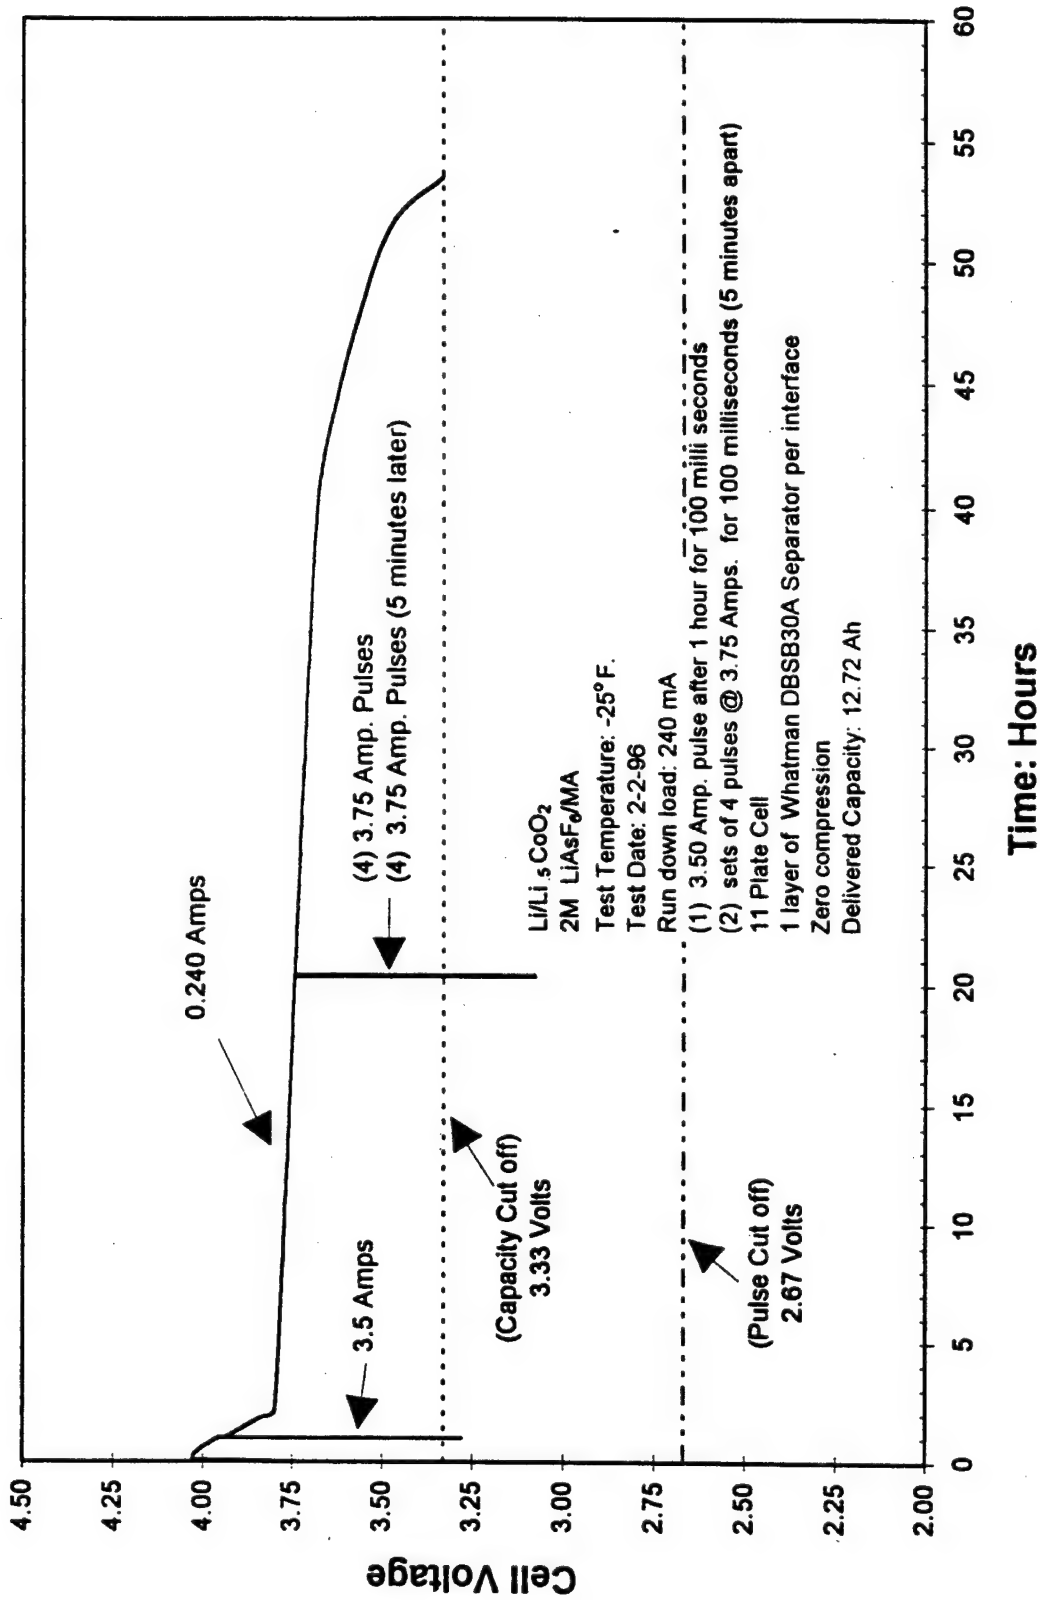 Cell Voltage
4.50
4.25
4.00
3.75
3.50
3.25
3.00
2.75
2.50
2.25
2.00
0.240 Amps
(4) 3.75 Amp. Pulses
(4) 3.75 Amp. Pulses (5 minutes later)
3.5 Amps
(Capacity Cut off)
3.33 Volts
(Pulse Cut off)
2.67 Volts
Li/Li.5CoO2
2M LiAsF6/MA
Test Temperature: -25°F.
Test Date: 2-2-96
Run down load: 240 mA
(1) 3.50 Amp. pulse after 1 hour for 100 milli seconds
(2) sets of 4 pulses @ 3.75 Amps. for 100 milliseconds (5 minutes apart)
11 Plate Cell
1 layer of Whatman DBSB30A Separator per interface
Zero compression
Delivered Capacity: 12.72 Ah
0 5 10 15 20 25 30 35 40 45 50 55 60
Time: Hours